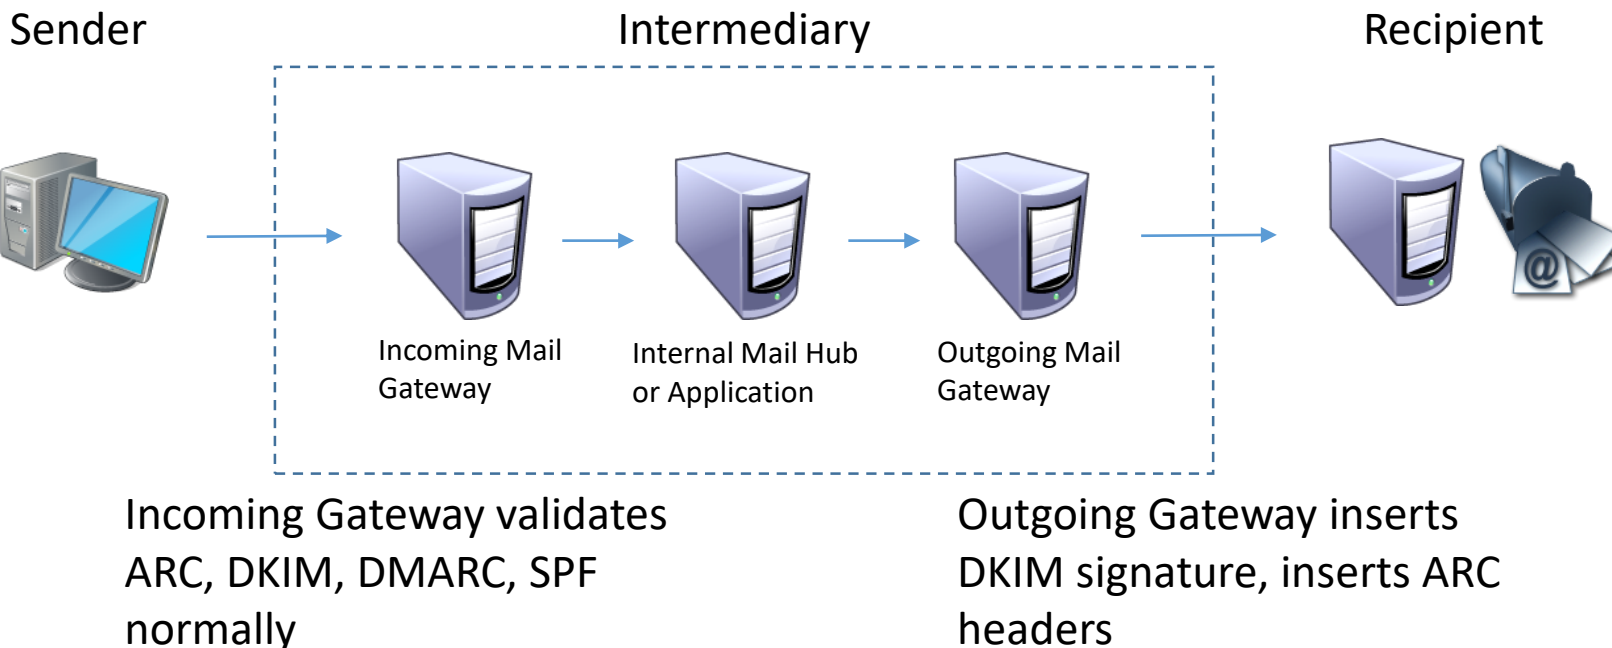 Sender
Intermediary
Recipient
Incoming Mail
Gateway
Internal Mail Hub
or Application
Outgoing Mail
Gateway
@
Incoming Gateway validates
ARC, DKIM, DMARC, SPF
normally
Outgoing Gateway inserts
DKIM signature, inserts ARC
headers